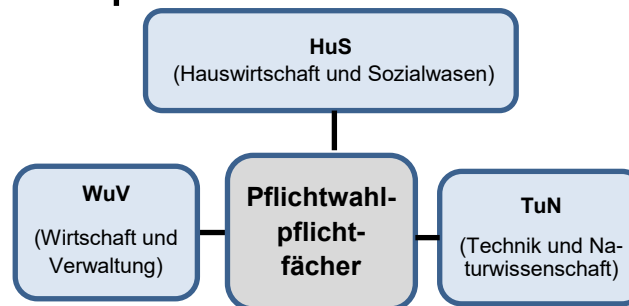 HuS
(Hauswirtschaft und Sozialwasen)
WuV
(Wirtschaft und
Verwaltung)
Pflichtwahl-
pflicht-
fächer
TuN
(Technik und Na-
turwissenschaft)